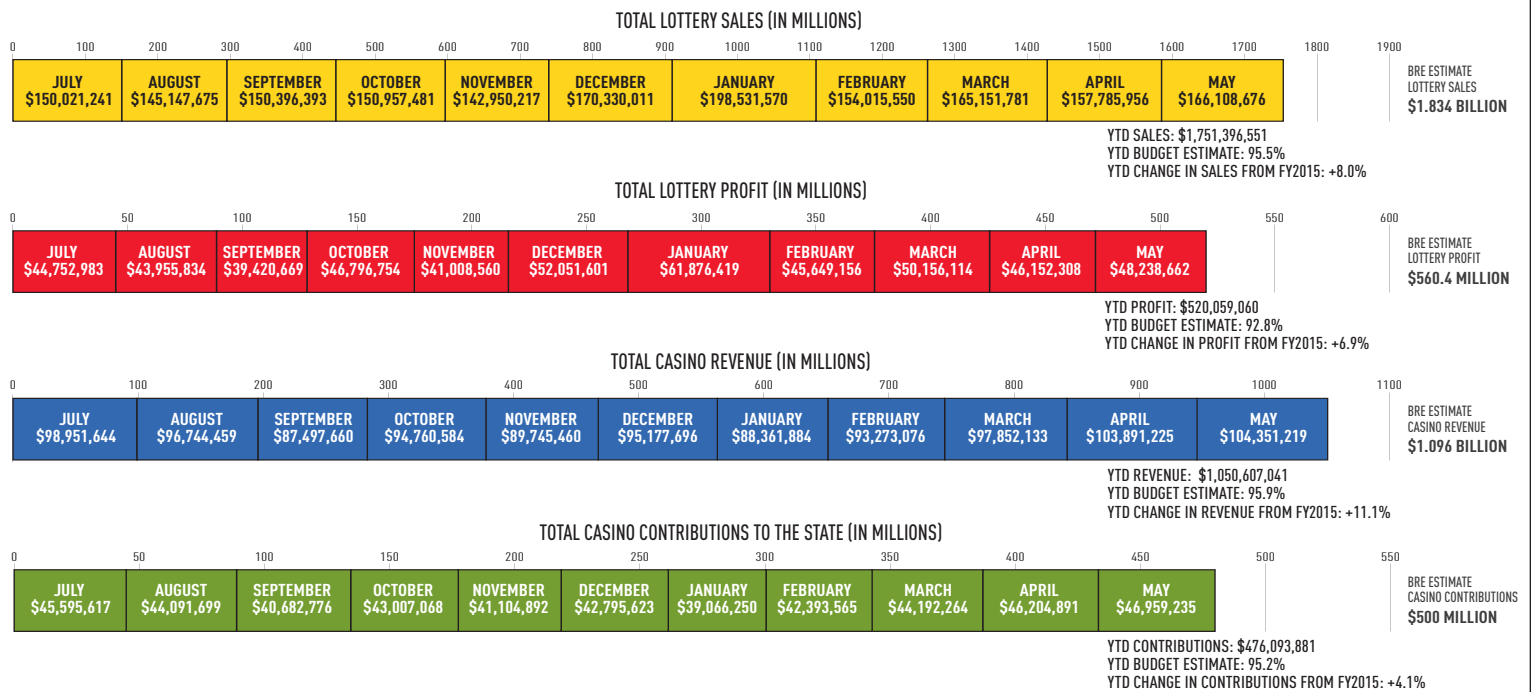 TOTAL LOTTERY SALES (IN MILLIONS)
0 100 200 300 400 500 600 700 800 900 1000 1100 1200 1300 1400 1500 1600 1700 1800 1900
JULY AUGUST SEPTEMBER OCTOBER NOVEMBER DECEMBER JANUARY FEBRUARY MARCH APRIL MAY
$150,021,241 $145,147,675 $150,396,393 $150,957,481 $142,950,217 $170,330,011 $198,531,570 $154,015,550 $165,151,781 $157,785,956 $166,108,676
BRE ESTIMATE
LOTTERY SALES
$1.834 BILLION
YTD SALES: $1,751,396,551
YTD BUDGET ESTIMATE: 95.5%
YTD CHANGE IN SALES FROM FY2015: +8.0%
TOTAL LOTTERY PROFIT (IN MILLIONS)
0 50 100 150 200 250 300 350 400 450 500 550 600
JULY AUGUST SEPTEMBER OCTOBER NOVEMBER DECEMBER JANUARY FEBRUARY MARCH APRIL MAY
$44,752,983 $43,955,834 $39,420,669 $46,796,754 $41,008,560 $52,051,601 $61,876,419 $45,649,156 $50,156,114 $46,152,308 $48,238,662
BRE ESTIMATE
LOTTERY PROFIT
$560.4 MILLION
YTD PROFIT: $520,059,060
YTD BUDGET ESTIMATE: 92.8%
YTD CHANGE IN PROFIT FROM FY2015: +6.9%
TOTAL CASINO REVENUE (IN MILLIONS)
0 100 200 300 400 500 600 700 800 900 1000 1100
JULY AUGUST SEPTEMBER OCTOBER NOVEMBER DECEMBER JANUARY FEBRUARY MARCH APRIL MAY
$98,951,644 $96,744,459 $87,497,660 $94,760,584 $89,745,460 $95,177,696 $88,361,884 $93,273,076 $97,852,133 $103,891,225 $104,351,219
BRE ESTIMATE
CASINO REVENUE
$1.096 BILLION
YTD REVENUE: $1,050,607,041
YTD BUDGET ESTIMATE: 95.9%
YTD CHANGE IN REVENUE FROM FY2015: +11.1%
TOTAL CASINO CONTRIBUTIONS TO THE STATE (IN MILLIONS)
0 50 100 150 200 250 300 350 400 450 500 550
JULY AUGUST SEPTEMBER OCTOBER NOVEMBER DECEMBER JANUARY FEBRUARY MARCH APRIL MAY
$45,595,617 $44,091,699 $40,682,776 $43,007,068 $41,104,892 $42,795,623 $39,066,250 $42,393,565 $44,192,264 $46,204,891 $46,959,235
BRE ESTIMATE
CASINO CONTRIBUTIONS
$500 MILLION
YTD CONTRIBUTIONS: $476,093,881
YTD BUDGET ESTIMATE: 95.2%
YTD CHANGE IN CONTRIBUTIONS FROM FY2015: +4.1%